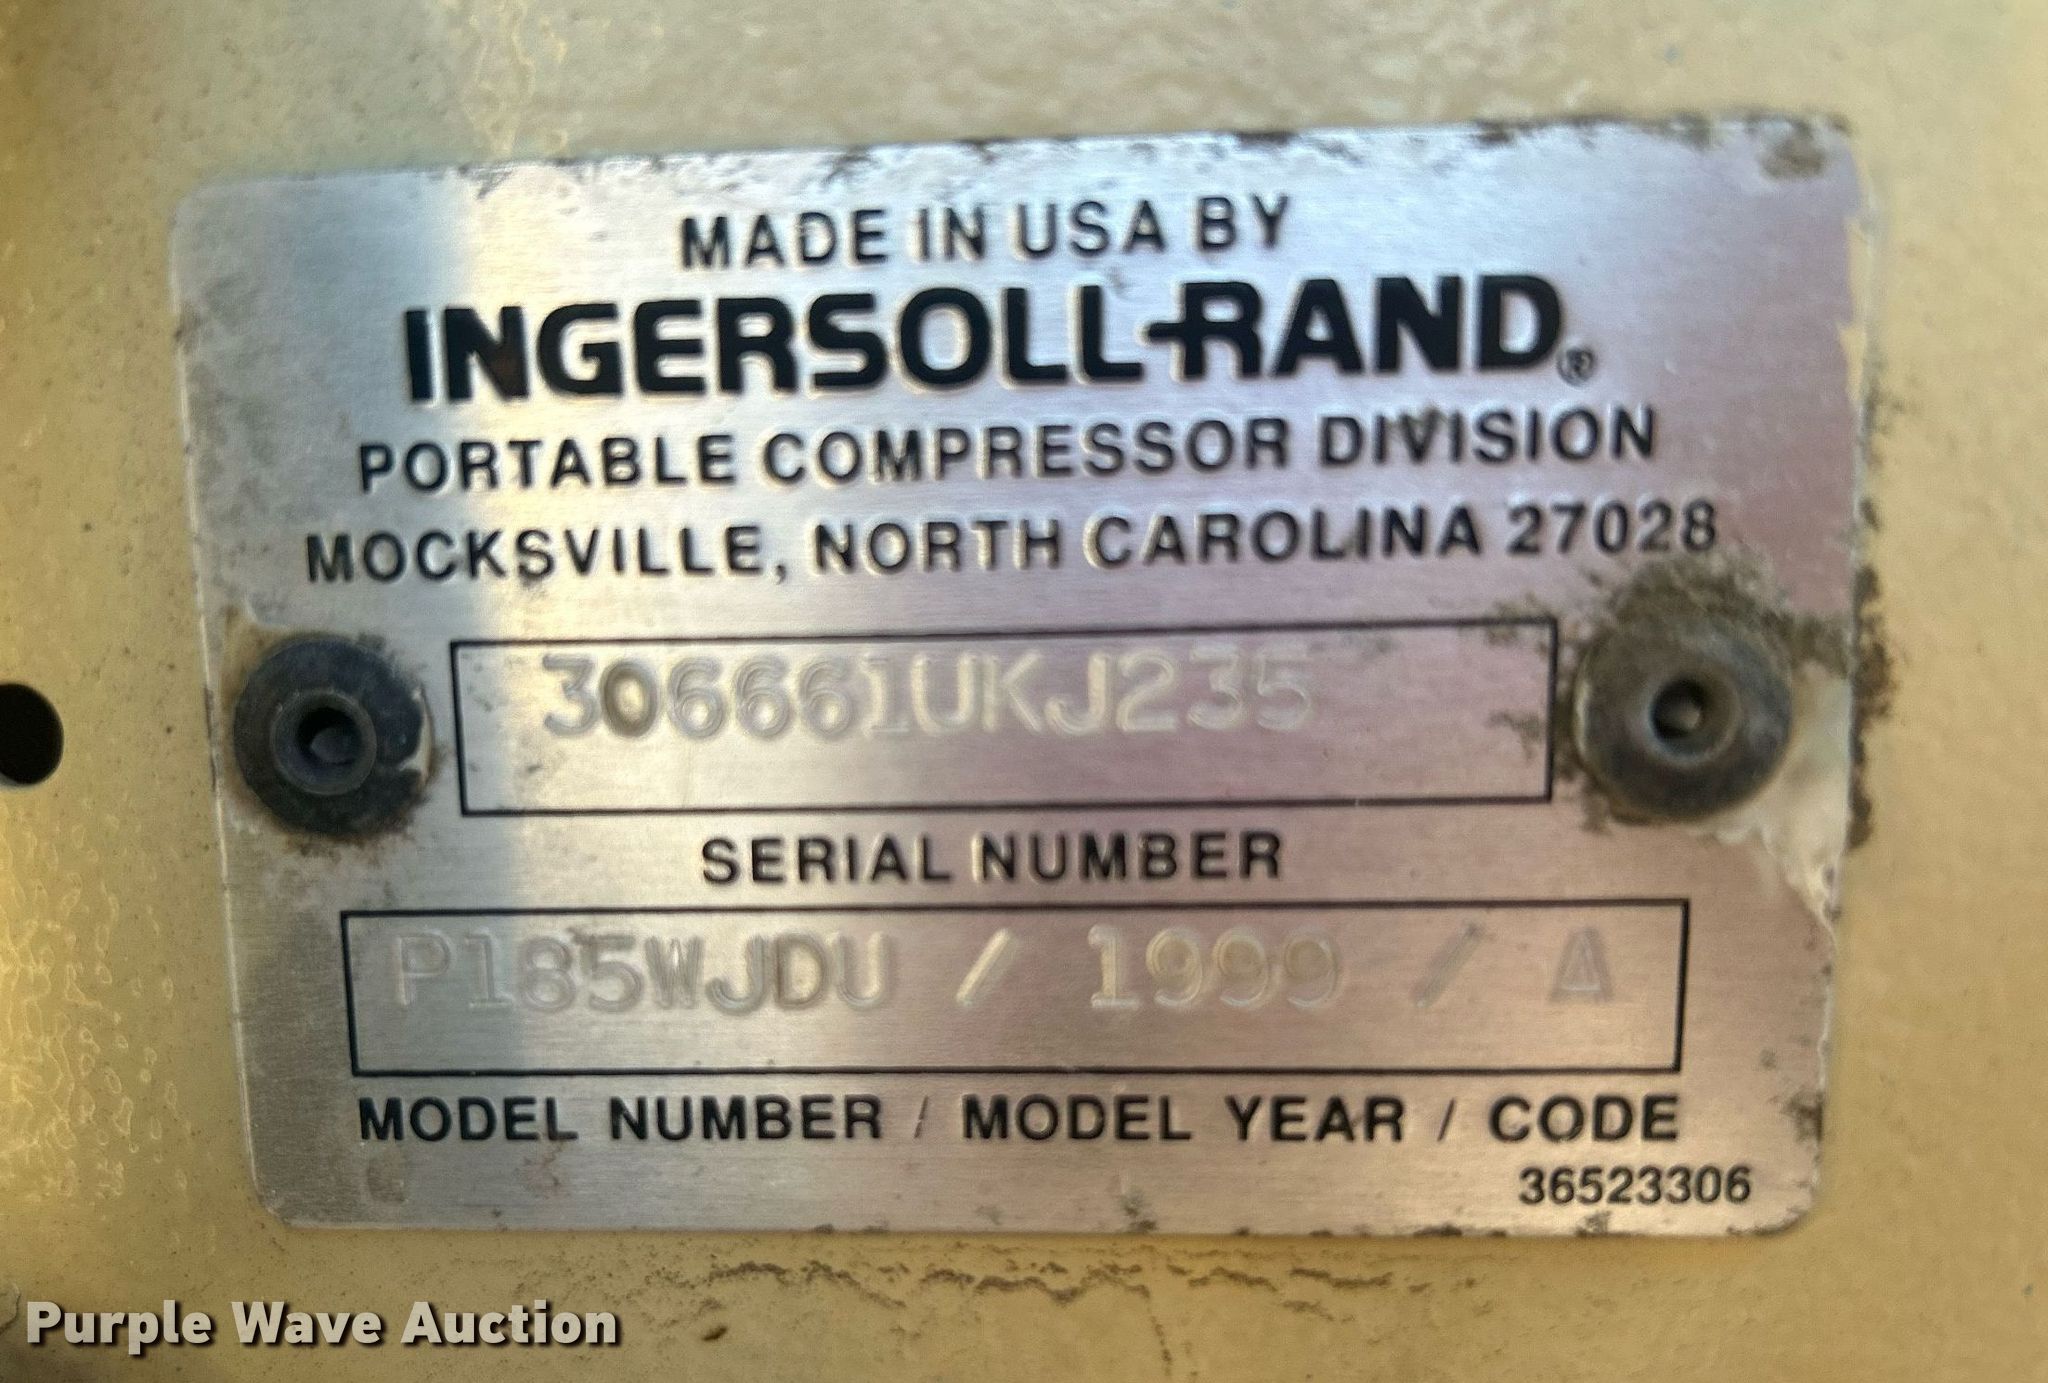 MADE IN USA BY
INGERSOLL-RAND®
PORTABLE COMPRESSOR DIVISION
MOCKSVILLE, NORTH CAROLINA 27028
306661UKJ235
SERIAL NUMBER
P185WJDU / 1999 / A
MODEL NUMBER / MODEL YEAR / CODE
36523306
Purple Wave Auction